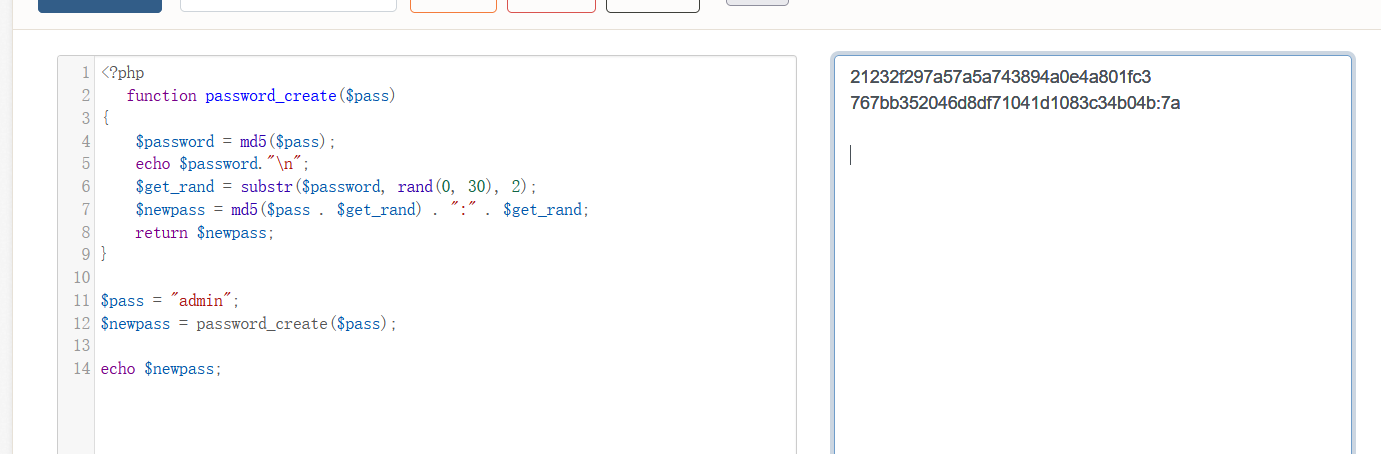 1 <?php
2 function password_create($pass)
3 {
4 $password = md5($pass);
5 echo $password."\n";
6 $get_rand = substr($password, rand(0, 30), 2);
7 $newpass = md5($pass . $get_rand) . ":" . $get_rand;
8 return $newpass;
9 }
10
11 $pass = "admin";
12 $newpass = password_create($pass);
13
14 echo $newpass;
21232f297a57a5a743894a0e4a801fc3
767bb352046d8df71041d1083c34b04b:7a